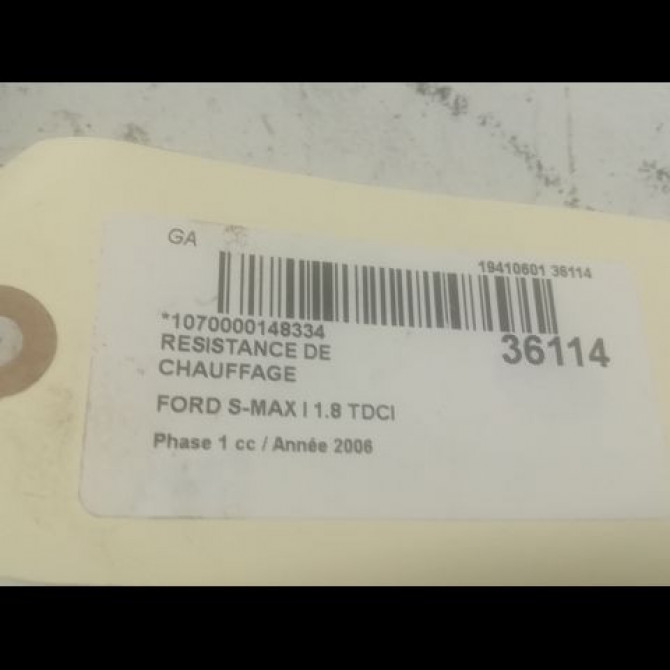 GA
19410601 36114
*1070000148334
36114
RESISTANCE DE
CHAUFFAGE
FORD S-MAX I 1.8 TDCI
Phase 1 cc / Année 2006